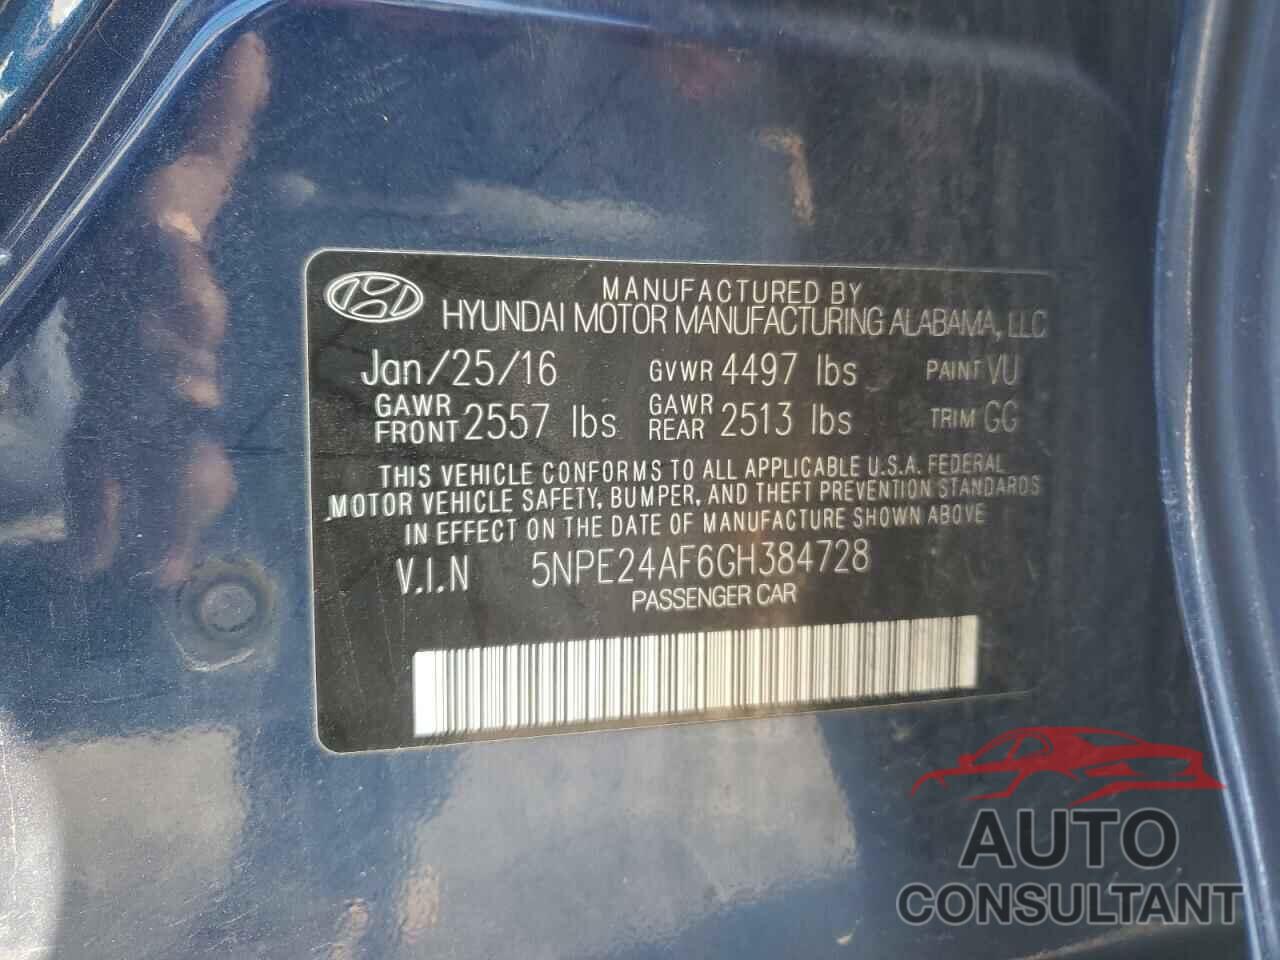 MANUFACTURED BY
HYUNDAI MOTOR MANUFACTURING ALABAMA, LLC
Jan/25/16 GVWR 4497 lbs PAINT VU
GAWR FRONT 2557 lbs GAWR REAR 2513 lbs TRIM GG
THIS VEHICLE CONFORMS TO ALL APPLICABLE U.S.A. FEDERAL
MOTOR VEHICLE SAFETY, BUMPER, AND THEFT PREVENTION STANDARDS
IN EFFECT ON THE DATE OF MANUFACTURE SHOWN ABOVE
V.I.N 5NPE24AF6GH384728
PASSENGER CAR
AUTO
CONSULTANT